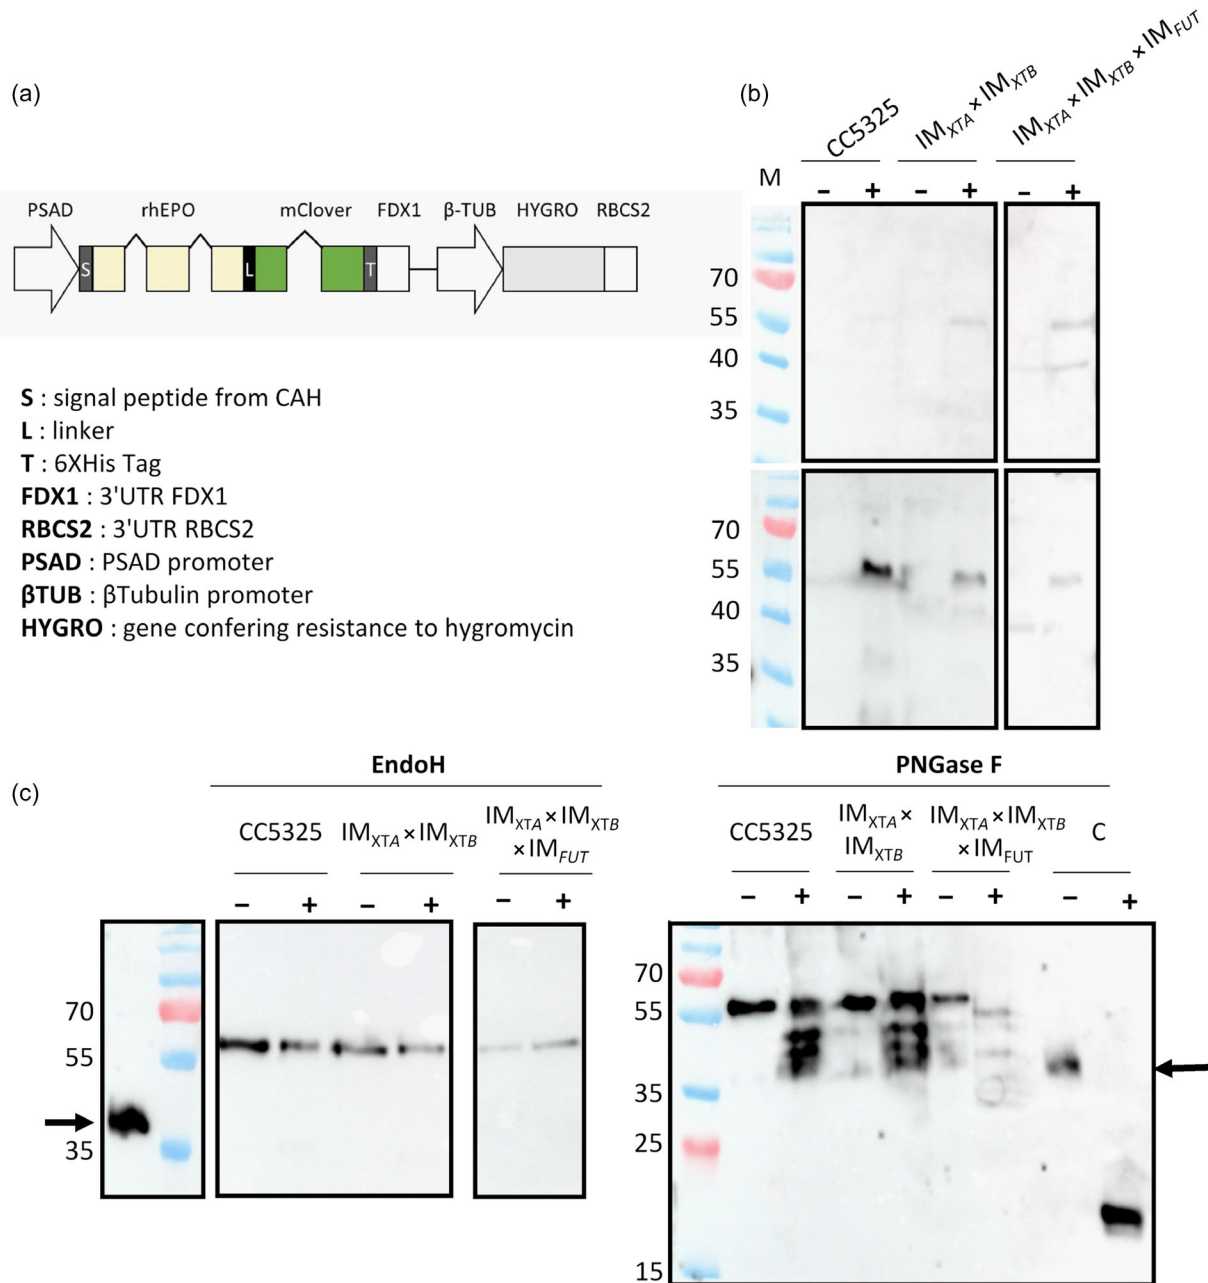 (a)
PSAD rhEPO mClover FDX1 β-TUB HYGRO RBCS2
S L T
S : signal peptide from CAH
L : linker
T : 6XHis Tag
FDX1 : 3'UTR FDX1
RBCS2 : 3'UTR RBCS2
PSAD : PSAD promoter
βTUB : βTubulin promoter
HYGRO : gene confering resistance to hygromycin
(b)
CC5325 IMXTA × IMXTB IMXTA × IMXTB × IMFUT
M
– + – + – +
70
55
40
35
70
55
40
35
(c)
EndoH
CC5325 IMXTA × IMXTB IMXTA × IMXTB
× IMFUT
– + – + – +
70
55
35
PNGase F
CC5325 IMXTA ×
IMXTB IMXTA × IMXTB
× IMFUT C
– + – + – + – +
70
55
35
25
15